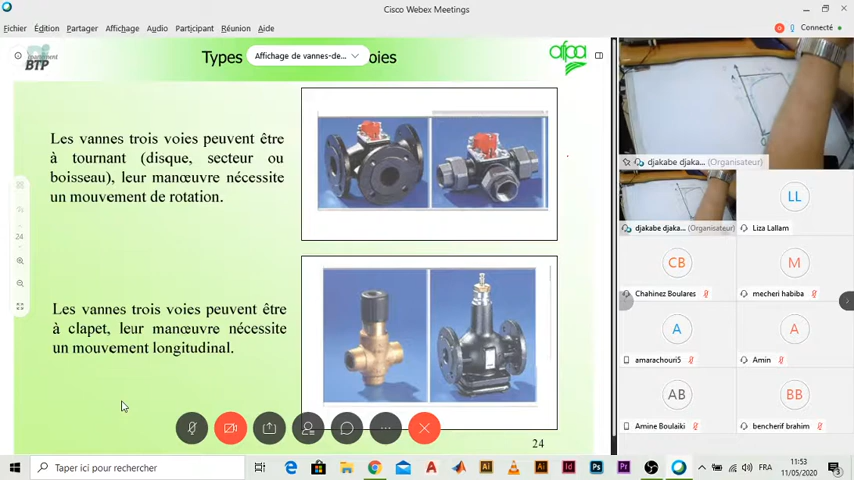 Cisco Webex Meetings
Fichier Édition Partager Affichage Audio Participant Réunion Aide
Connecté
département
BTP
Types
Affichage de vannes-de...
oies
afpa
Les vannes trois voies peuvent être
à tournant (disque, secteur ou
boisseau), leur manœuvre nécessite
un mouvement de rotation.
Les vannes trois voies peuvent être
à clapet, leur manœuvre nécessite
un mouvement longitudinal.
24
24
djakabe djaka... (Organisateur)
djakabe djaka... (Organisateur)
LL
Liza Lallam
CB
Chahinez Boulares
M
mecheri habiba
A
amarachouri5
A
Amin
AB
Amine Boulaiki
BB
bencherif brahim
Taper ici pour rechercher
FRA
11:53
11/05/2020
3